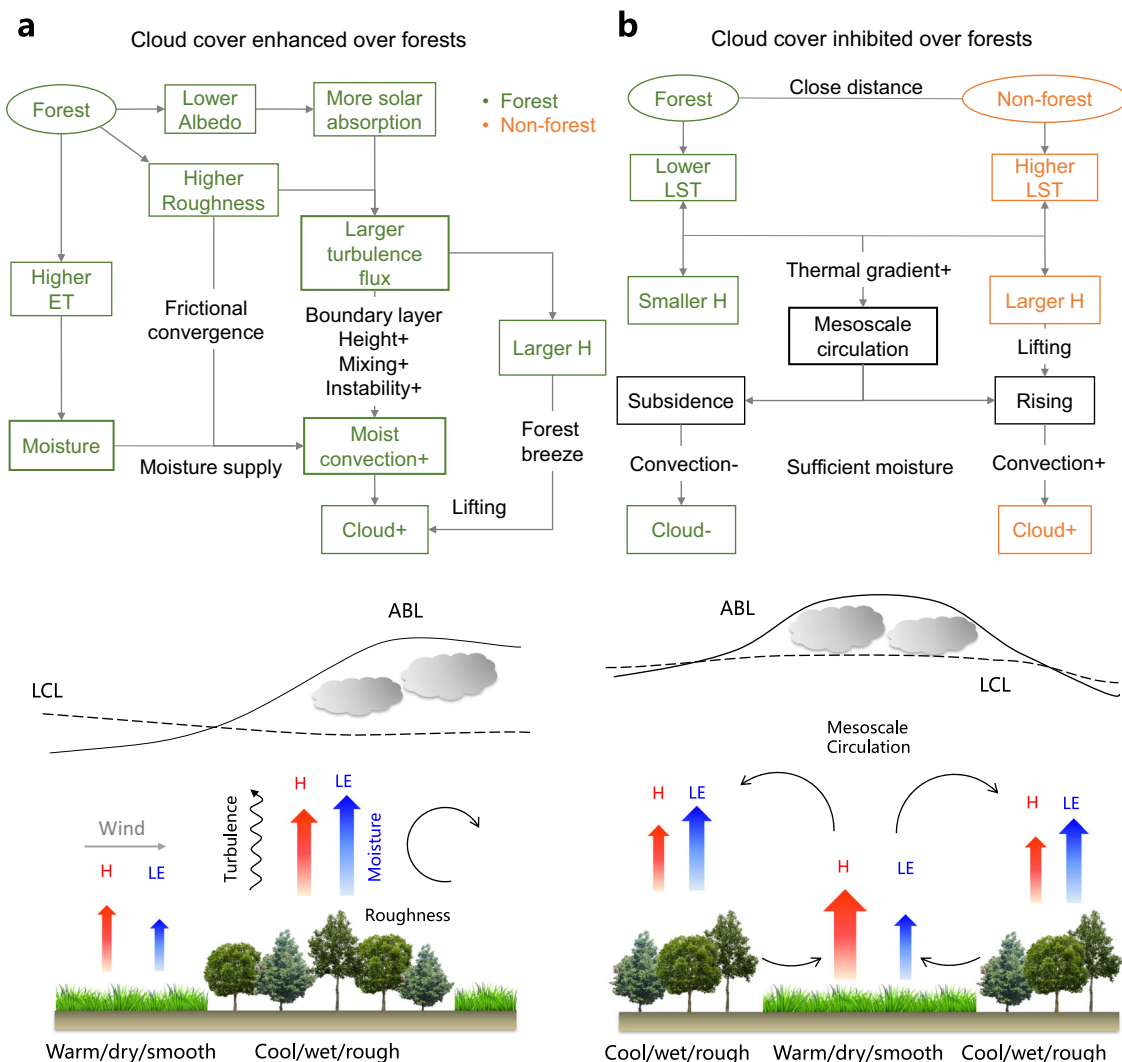 a
Cloud cover enhanced over forests
Forest
Lower
Albedo
More solar
absorption
• Forest
• Non-forest
Higher
Roughness
Larger
turbulence
flux
Higher
ET
Frictional
convergence
Boundary layer
Height+
Mixing+
Instability+
Larger H
Moisture
Moisture supply
Moist
convection+
Forest
breeze
Lifting
Cloud+
ABL
LCL
Wind
H
LE
Turbulence
H
LE
Moisture
Roughness
Warm/dry/smooth
Cool/wet/rough
b
Cloud cover inhibited over forests
Forest
Close distance
Non-forest
Lower
LST
Higher
LST
Thermal gradient+
Smaller H
Larger H
Mesoscale
circulation
Lifting
Subsidence
Rising
Convection-
Sufficient moisture
Convection+
Cloud-
Cloud+
ABL
LCL
Mesoscale
Circulation
H
LE
H
LE
H
LE
Cool/wet/rough
Warm/dry/smooth
Cool/wet/rough